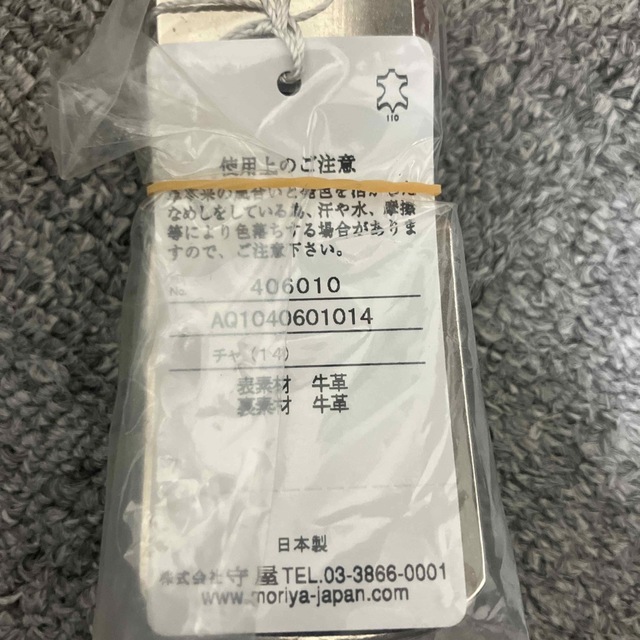 110
使用上のご注意
なめしをしている為、汗や水、摩擦
等により色落ちする場合がありま
すので、ご注意下さい。
No. 406010
AQ1040601014
チャ(14)
表素材 牛革
裏素材 牛革
日本製
株式会社 守屋 TEL.03-3866-0001
www.moriya-japan.com/